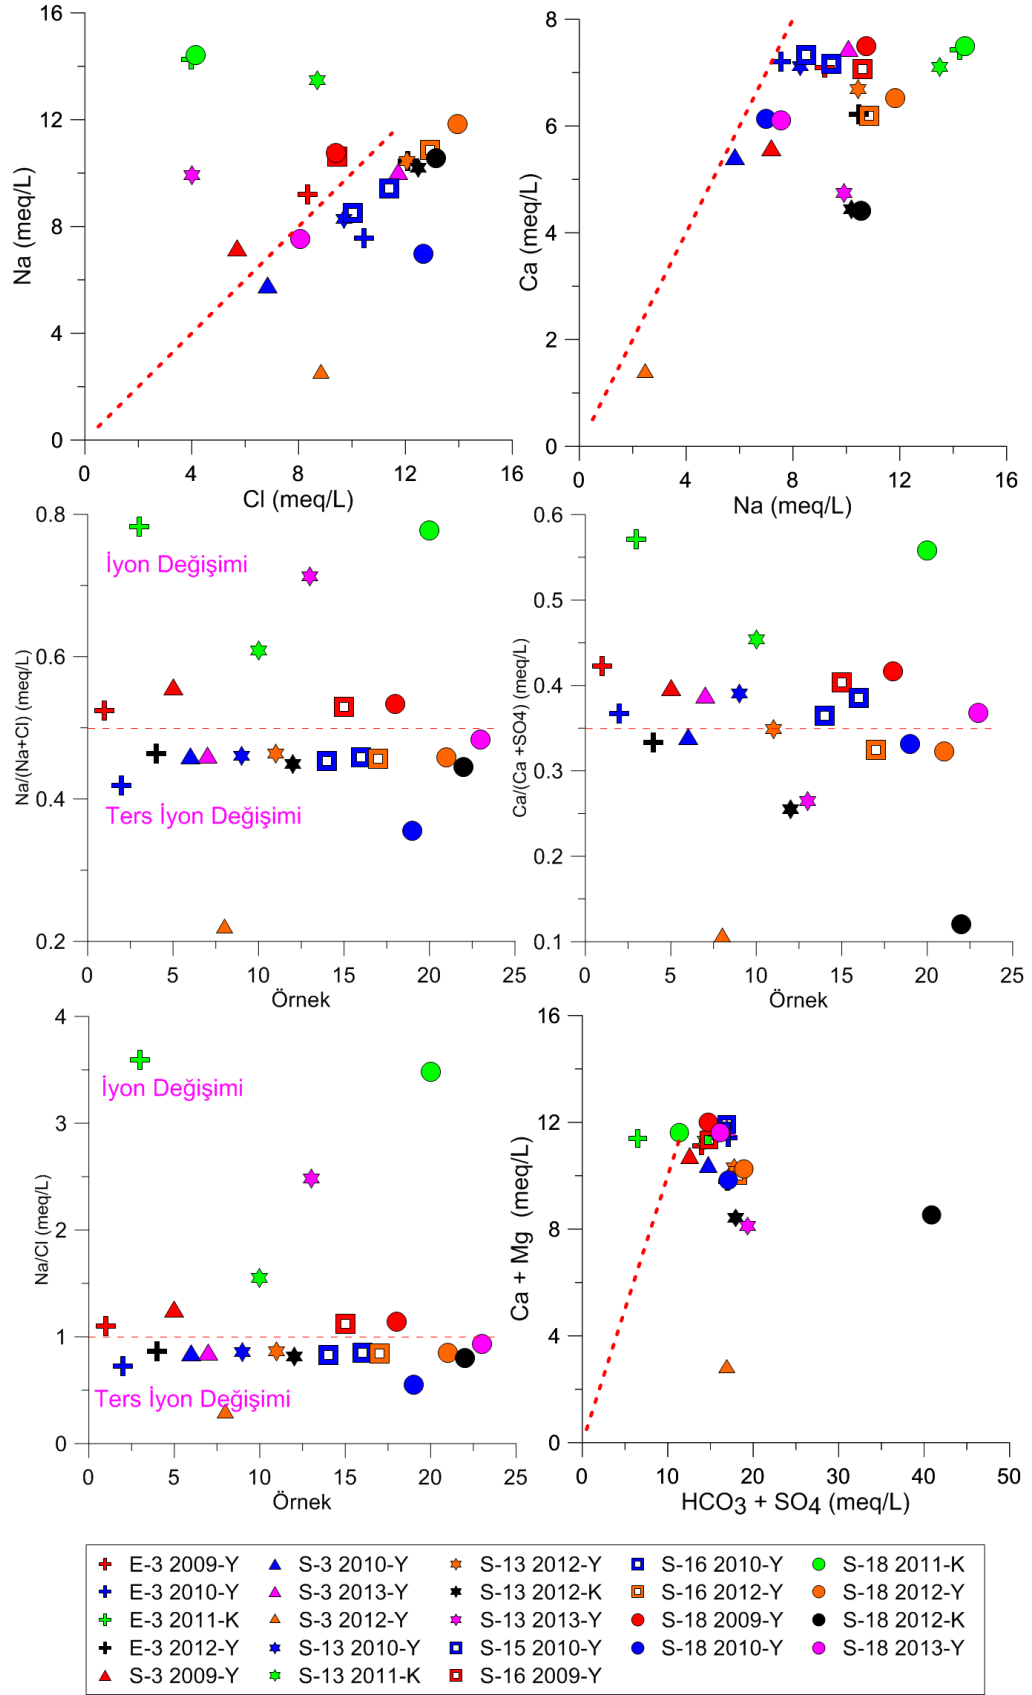 16
12
8
4
0
Na (meq/L)
0 4 8 12 16
Cl (meq/L)
8
6
4
2
0
Ca (meq/L)
0 4 8 12 16
Na (meq/L)
0.8
0.6
0.4
0.2
Na/(Na+Cl) (meq/L)
İyon Değişimi
Ters İyon Değişimi
0 5 10 15 20 25
Örnek
0.6
0.5
0.4
0.3
0.2
0.1
Ca/(Ca +SO4) (meq/L)
0 5 10 15 20 25
Örnek
4
3
2
1
0
Na/Cl (meq/L)
İyon Değişimi
Ters İyon Değişimi
0 5 10 15 20 25
Örnek
16
12
8
4
0
Ca + Mg (meq/L)
0 10 20 30 40 50
HCO3 + SO4 (meq/L)
E-3 2009-Y S-3 2010-Y S-13 2012-Y S-16 2010-Y S-18 2011-K
E-3 2010-Y S-3 2013-Y S-13 2012-K S-16 2012-Y S-18 2012-Y
E-3 2011-K S-3 2012-Y S-13 2013-Y S-18 2009-Y S-18 2012-K
E-3 2012-Y S-13 2010-Y S-15 2010-Y S-18 2010-Y S-18 2013-Y
S-3 2009-Y S-13 2011-K S-16 2009-Y